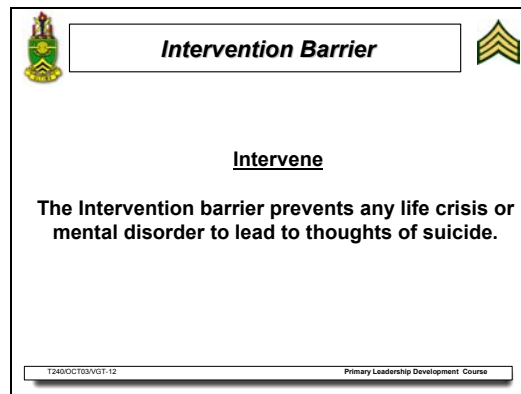 Intervention Barrier
Intervene
The Intervention barrier prevents any life crisis or
mental disorder to lead to thoughts of suicide.
T240/OCT03/VGT-12
Primary Leadership Development Course